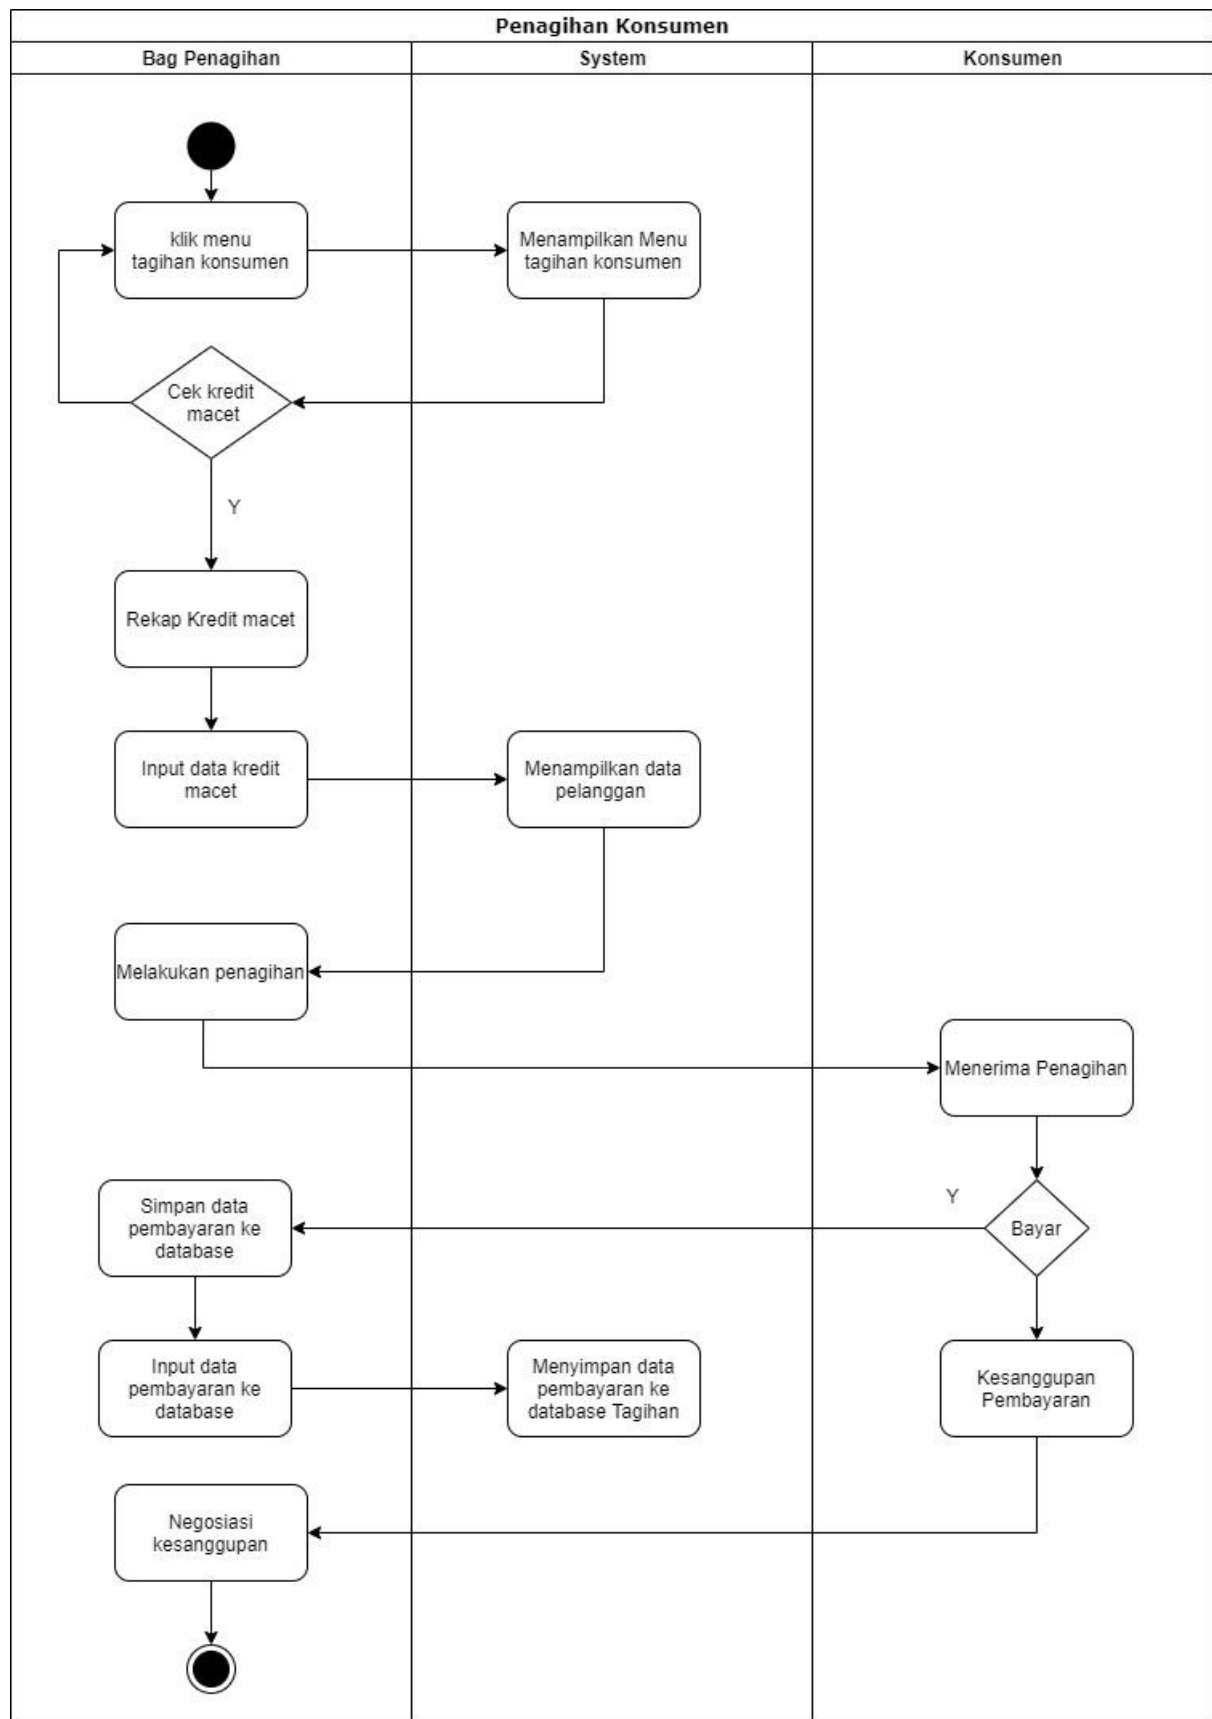 Penagihan Konsumen
Bag Penagihan
System
Konsumen
klik menu
tagihan konsumen
Menampilkan Menu
tagihan konsumen
Cek kredit
macet
Y
Rekap Kredit macet
Input data kredit
macet
Menampilkan data
pelanggan
Melakukan penagihan
Menerima Penagihan
Simpan data
pembayaran ke
database
Y
Bayar
Input data
pembayaran ke
database
Menyimpan data
pembayaran ke
database Tagihan
Kesanggupan
Pembayaran
Negosiasi
kesanggupan